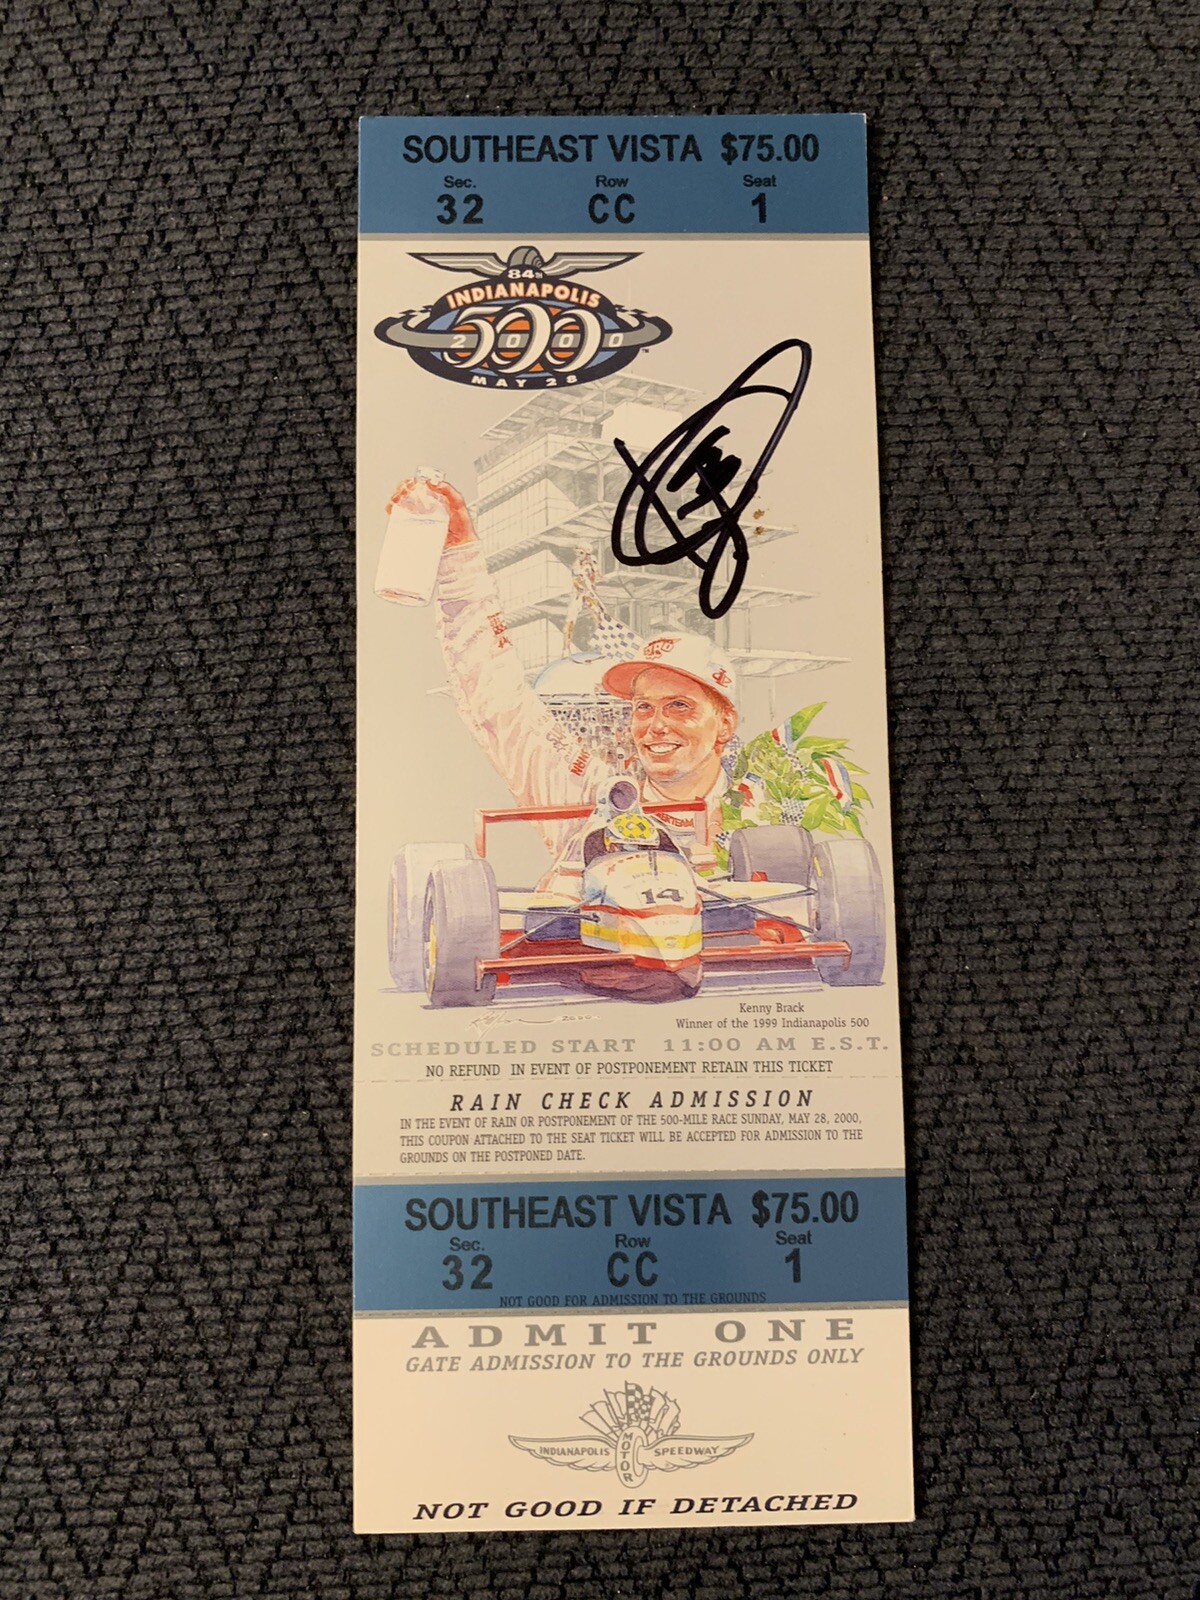 SOUTHEAST VISTA $75.00
Sec. Row Seat
32 CC 1
84TH
INDIANAPOLIS
500
2000
MAY 28
TM
14
2000
Kenny Brack
Winner of the 1999 Indianapolis 500
SCHEDULED START 11:00 AM E.S.T.
NO REFUND IN EVENT OF POSTPONEMENT RETAIN THIS TICKET
RAIN CHECK ADMISSION
IN THE EVENT OF RAIN OR POSTPONEMENT OF THE 500-MILE RACE SUNDAY, MAY 28, 2000,
THIS COUPON ATTACHED TO THE SEAT TICKET WILL BE ACCEPTED FOR ADMISSION TO THE
GROUNDS ON THE POSTPONED DATE.
SOUTHEAST VISTA $75.00
Sec. Row Seat
32 CC 1
NOT GOOD FOR ADMISSION TO THE GROUNDS
ADMIT ONE
GATE ADMISSION TO THE GROUNDS ONLY
INDIANAPOLIS MOTOR SPEEDWAY
NOT GOOD IF DETACHED